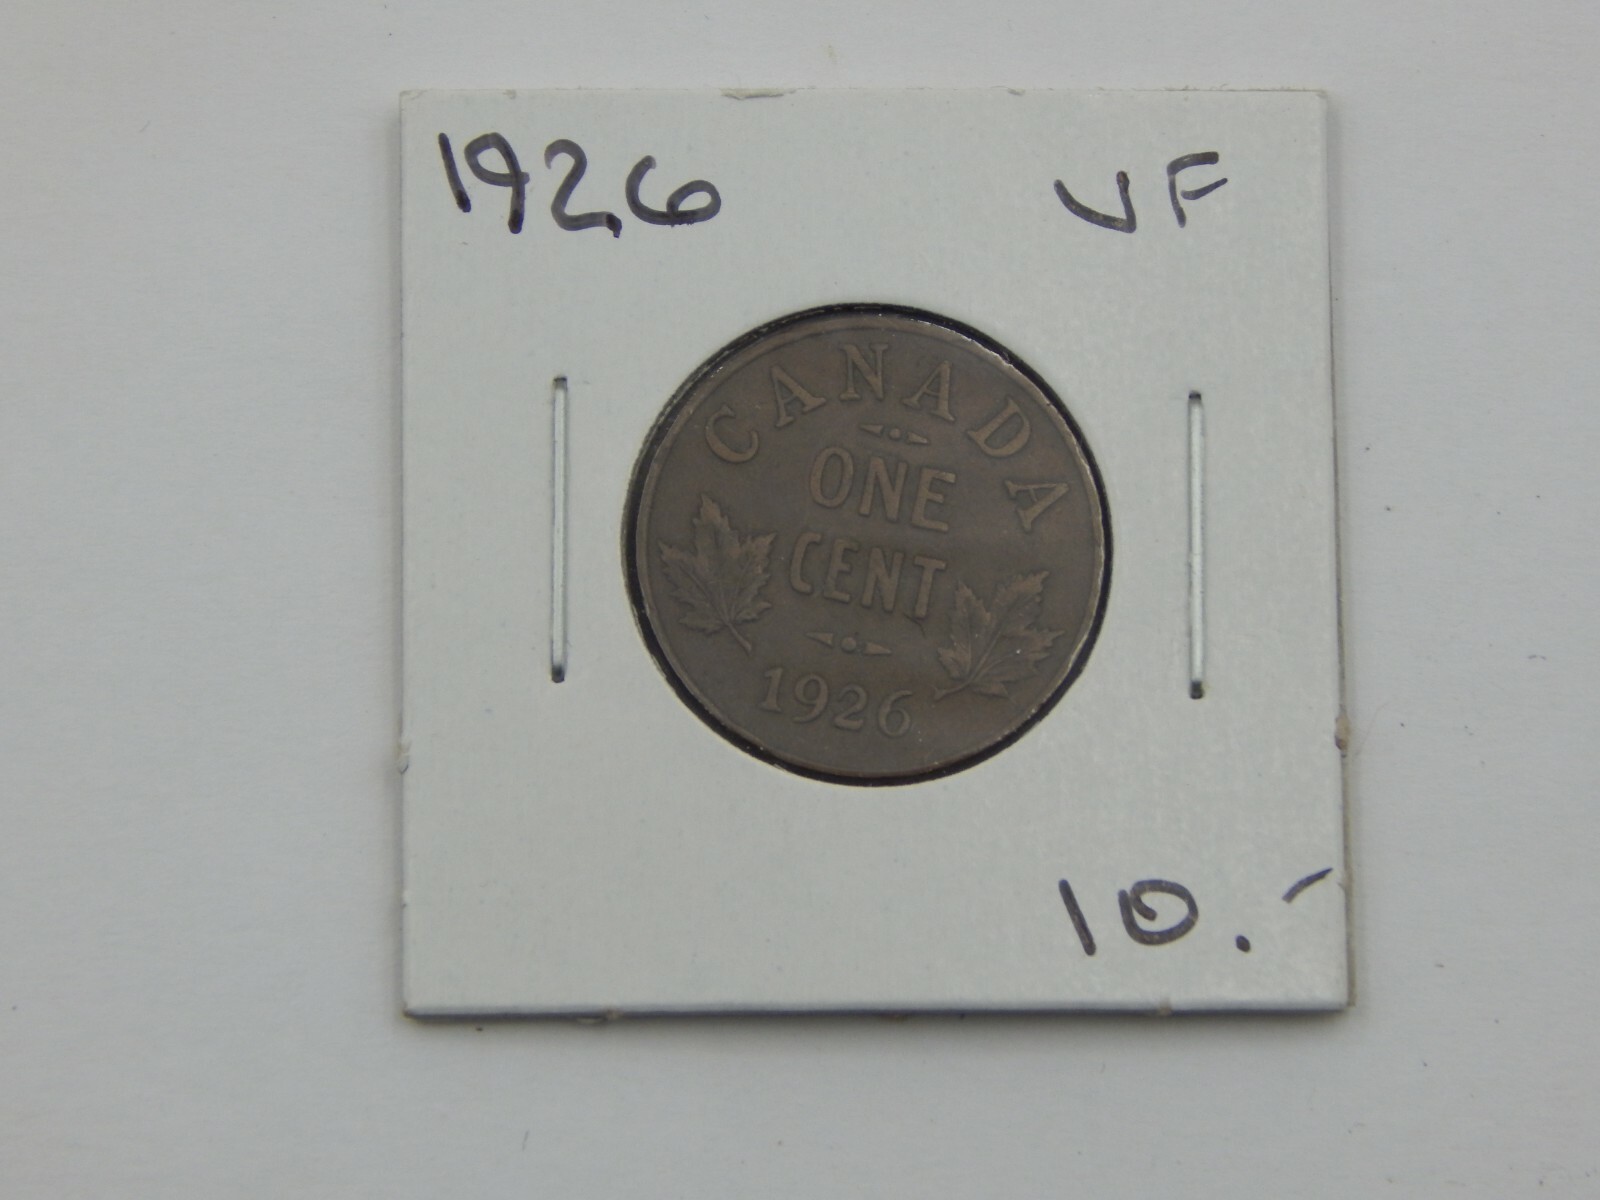 1926 VF
CANADA
ONE
CENT
1926
10.-